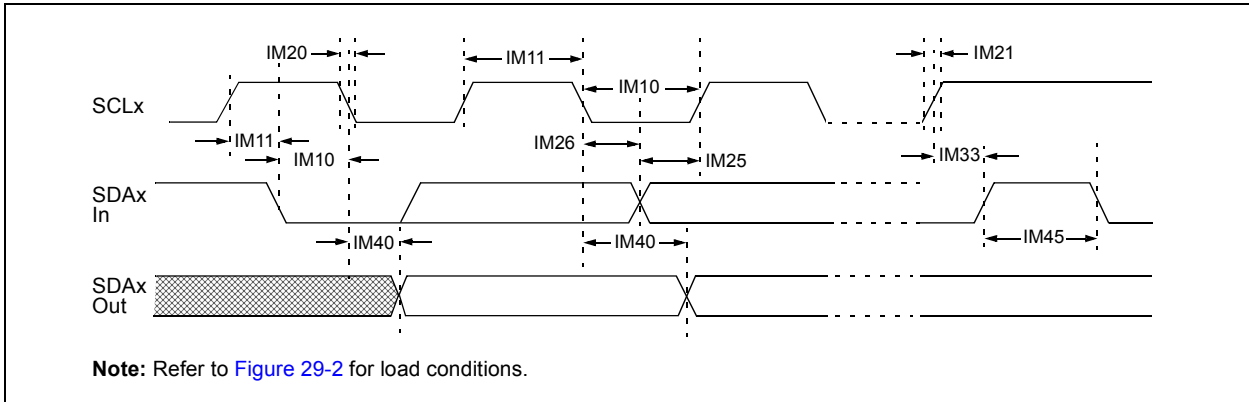 IM20
IM11
IM21
IM10
SCLx
IM11
IM26
IM10
IM25
IM33
SDAx
In
IM40
IM40
IM45
SDAx
Out
Note: Refer to Figure 29-2 for load conditions.